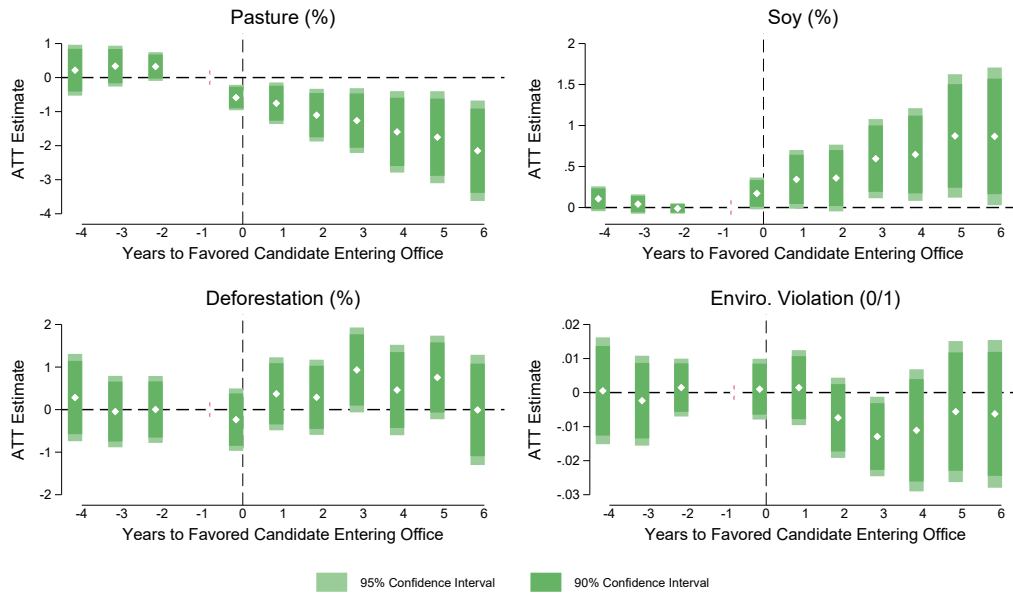 Pasture (%)
ATT Estimate
1
0
-1
-2
-3
-4
-4 -3 -2 -1 0 1 2 3 4 5 6
Years to Favored Candidate Entering Office
Soy (%)
ATT Estimate
2
1
.5
0
-4 -3 -2 -1 0 1 2 3 4 5 6
Years to Favored Candidate Entering Office
Deforestation (%)
ATT Estimate
2
1
0
-1
-2
-4 -3 -2 -1 0 1 2 3 4 5 6
Years to Favored Candidate Entering Office
Enviro. Violation (0/1)
ATT Estimate
.02
.010
0
-.010
-.02
-.03
-4 -3 -2 -1 0 1 2 3 4 5 6
Years to Favored Candidate Entering Office
95% Confidence Interval
90% Confidence Interval